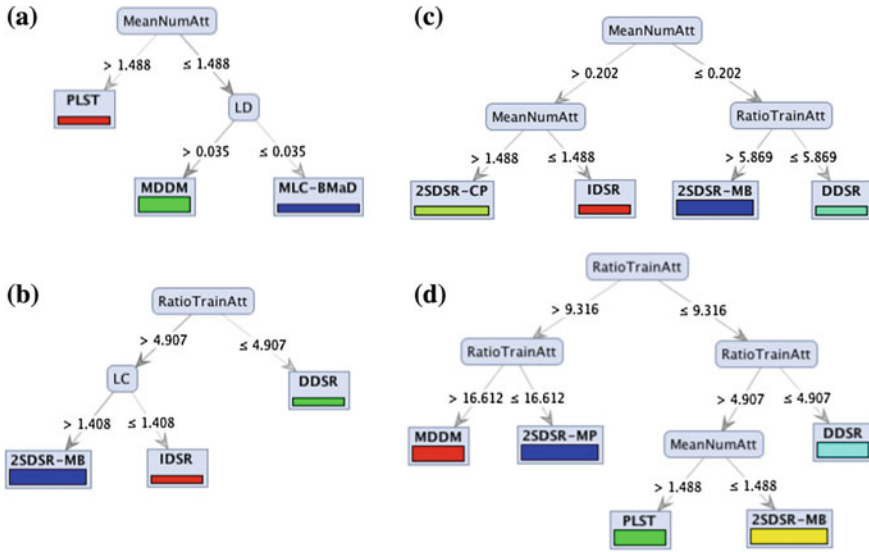 (a)
MeanNumAtt
> 1.488
≤ 1.488
PLST
LD
> 0.035
≤ 0.035
MDDM
MLC-BMaD
(c)
MeanNumAtt
> 0.202
≤ 0.202
MeanNumAtt
RatioTrainAtt
> 1.488
≤ 1.488
> 5.869
≤ 5.869
2SDSR-CP
IDSR
2SDSR-MB
DDSR
(b)
RatioTrainAtt
> 4.907
≤ 4.907
LC
DDSR
> 1.408
≤ 1.408
2SDSR-MB
IDSR
(d)
RatioTrainAtt
> 9.316
≤ 9.316
RatioTrainAtt
RatioTrainAtt
> 16.612
≤ 16.612
> 4.907
≤ 4.907
MDDM
2SDSR-MP
MeanNumAtt
DDSR
> 1.488
≤ 1.488
PLST
2SDSR-MB